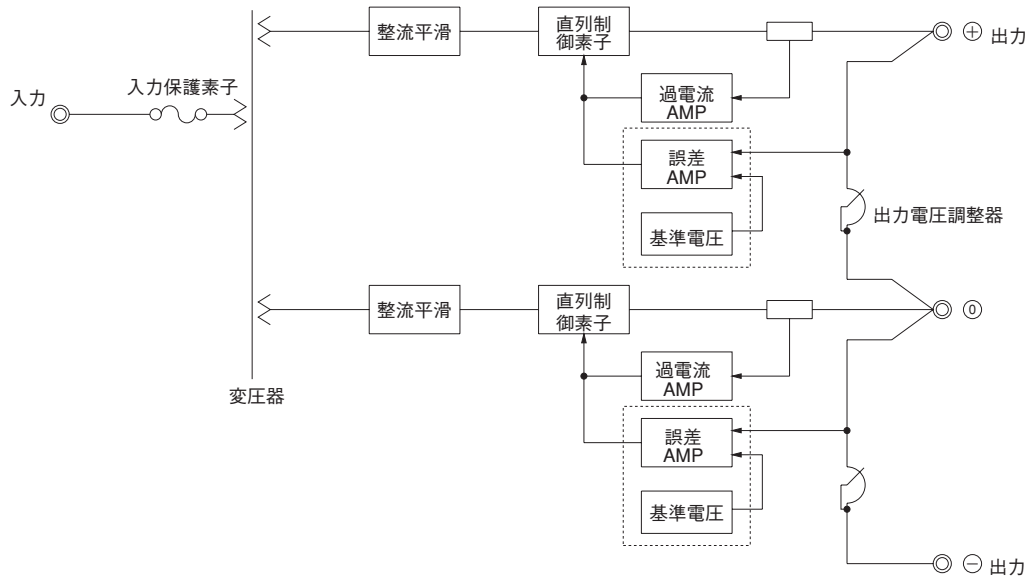 整流平滑
直列制
御素子
⊕ 出力
入力
入力保護素子
過電流
AMP
誤差
AMP
基準電圧
出力電圧調整器
整流平滑
直列制
御素子
⓪
変圧器
過電流
AMP
誤差
AMP
基準電圧
⊖ 出力